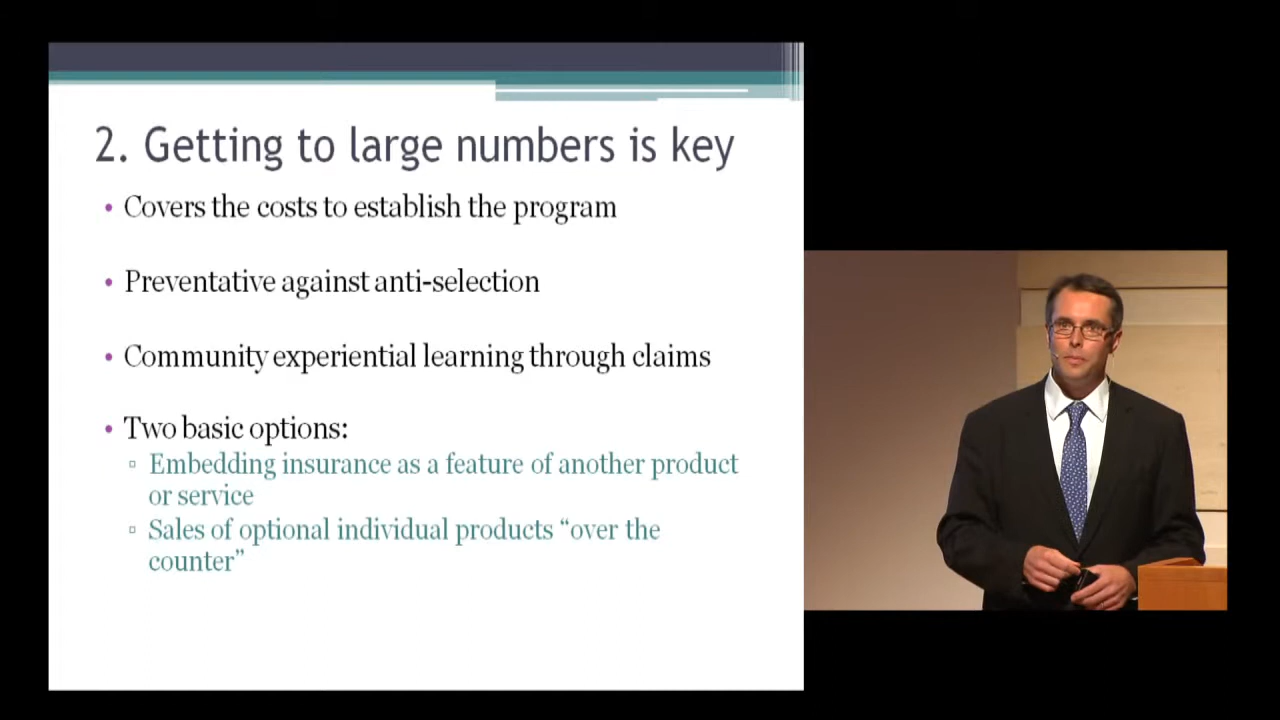 2. Getting to large numbers is key
• Covers the costs to establish the program
• Preventative against anti-selection
• Community experiential learning through claims
• Two basic options:
▫ Embedding insurance as a feature of another product
or service
▫ Sales of optional individual products “over the
counter”